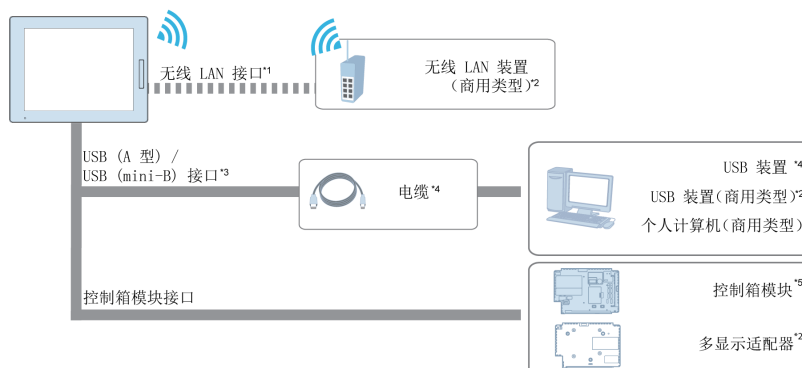 无线 LAN 接口*1
无线 LAN 装置
(商用类型)*2
USB (A 型) /
USB (mini-B) 接口*3
电缆*4
USB 装置 *4
USB 装置(商用类型)*2
个人计算机(商用类型)
控制箱模块接口
控制箱模块*5
多显示适配器*2